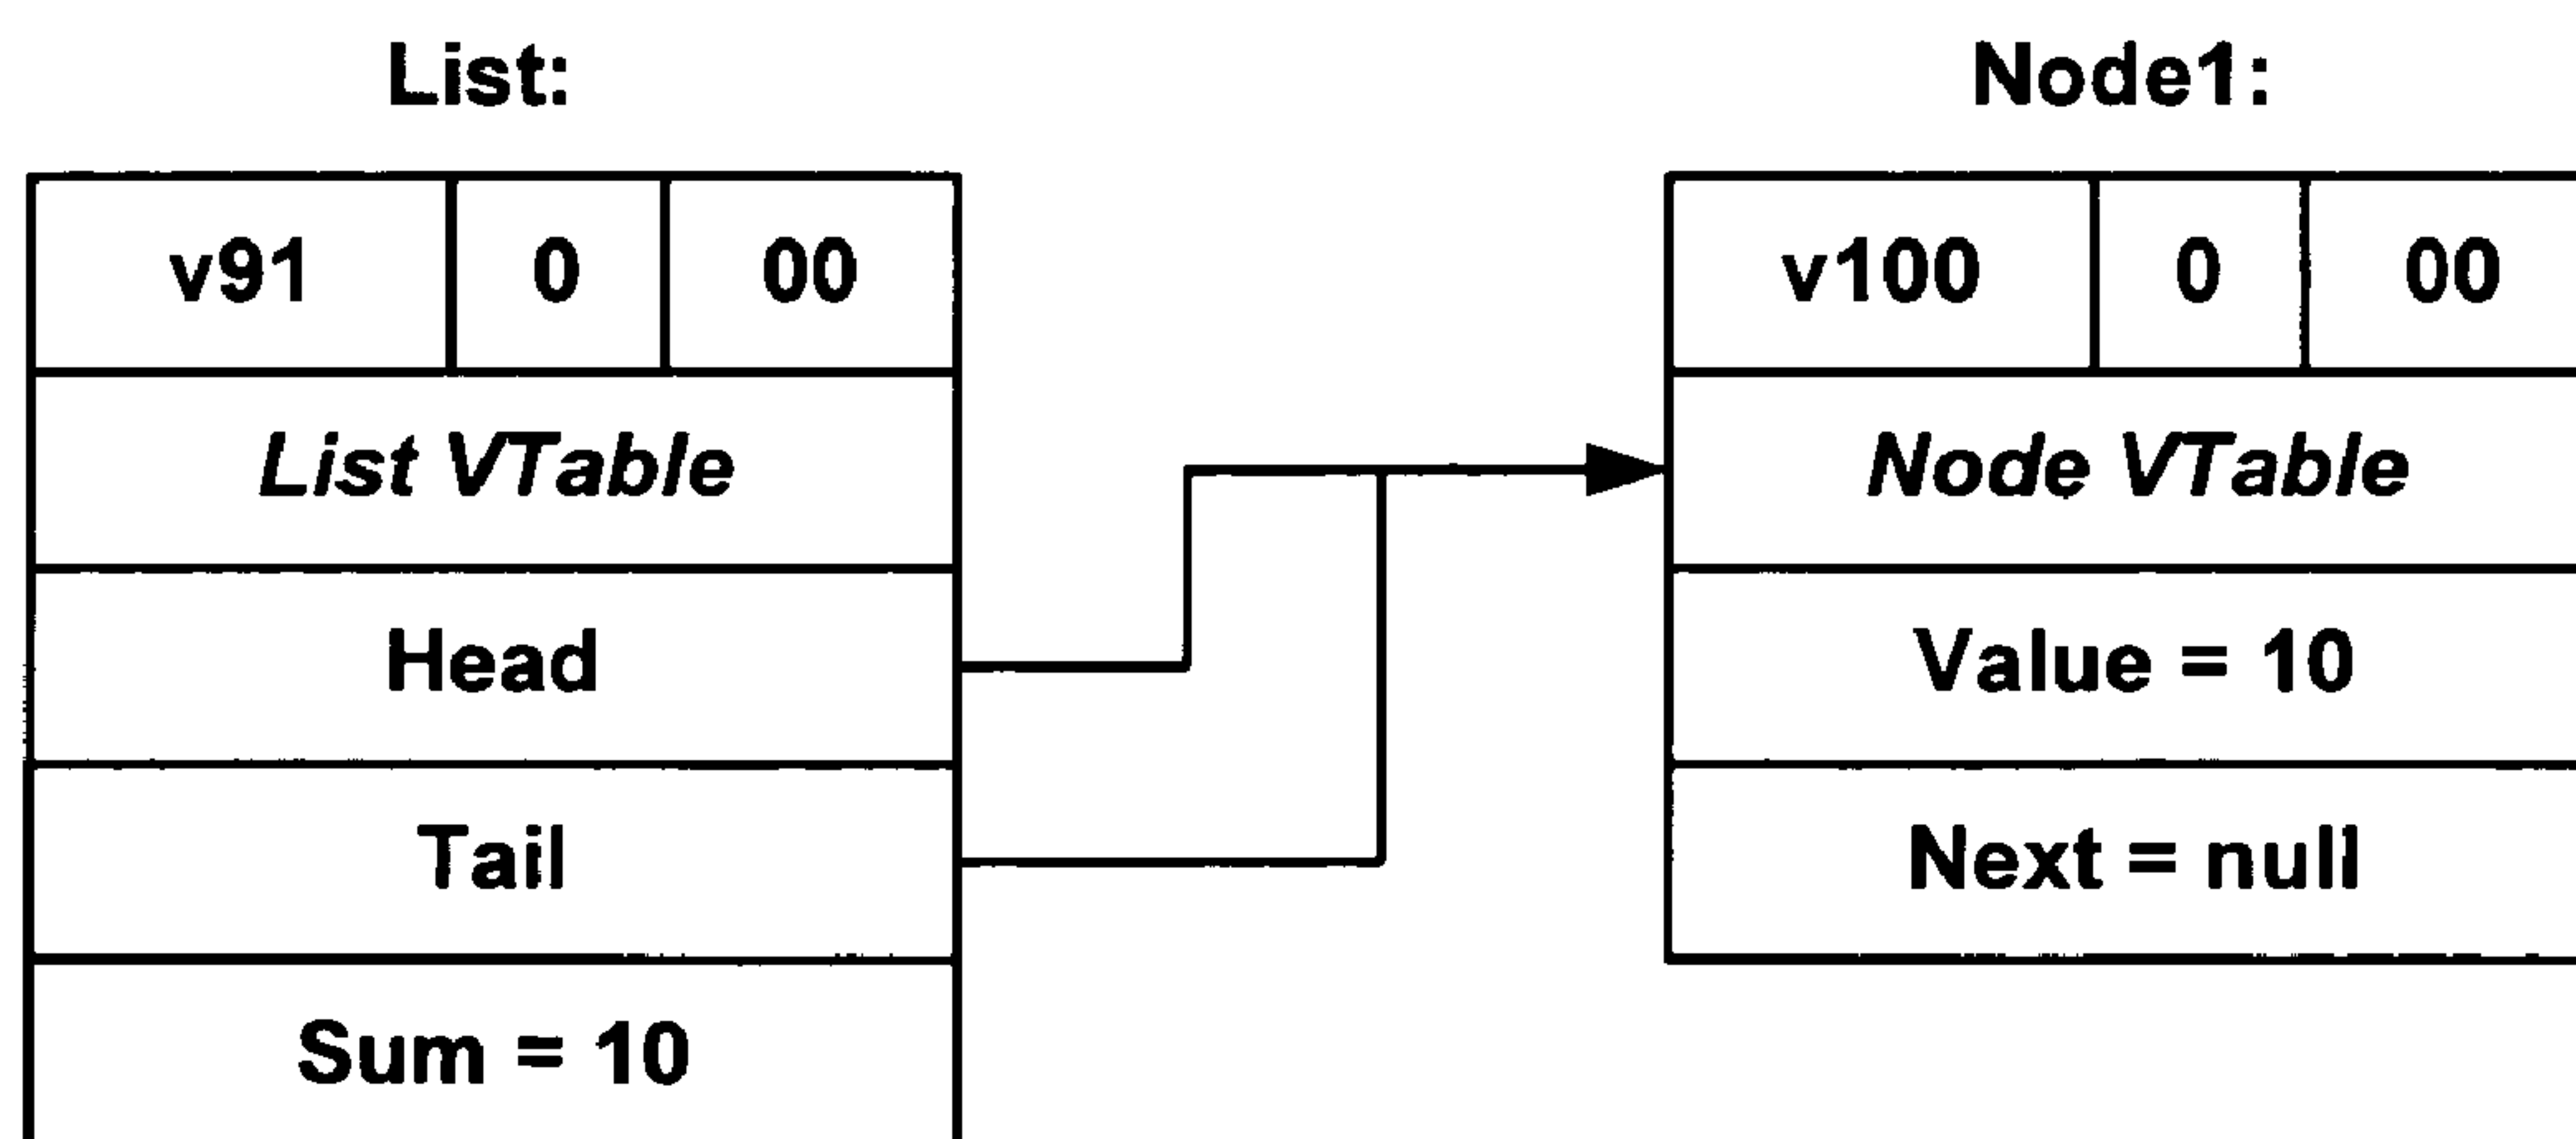 List:
v91 0 00
List VTable
Head
Tail
Sum = 10
Node1:
v100 0 00
Node VTable
Value = 10
Next = null